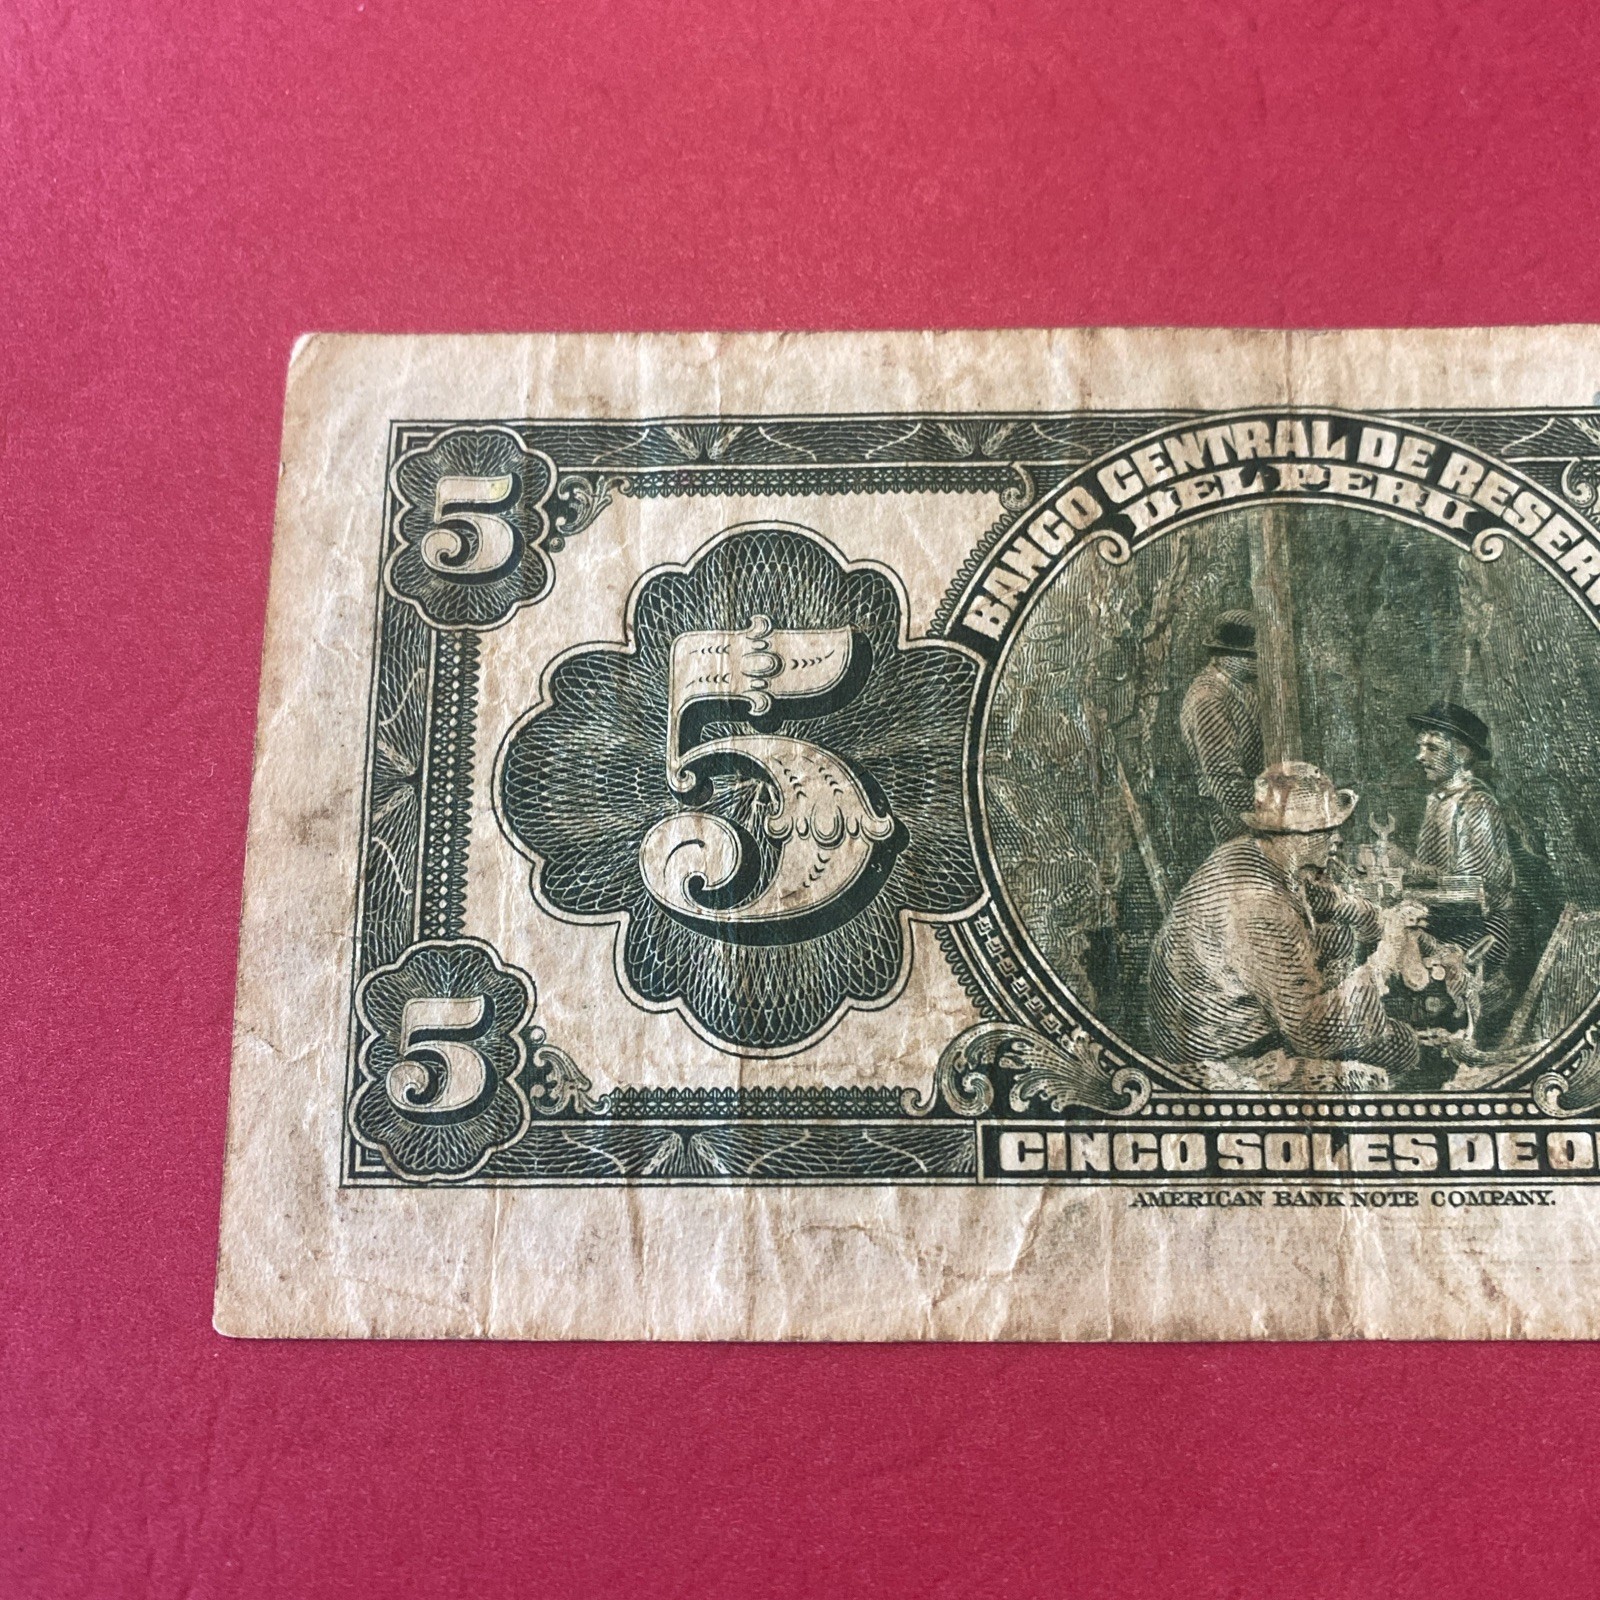 BANCO CENTRAL DE RESER
DEL PERU
5
5
5
CINCO SOLES DE O
AMERICAN BANK NOTE COMPANY.